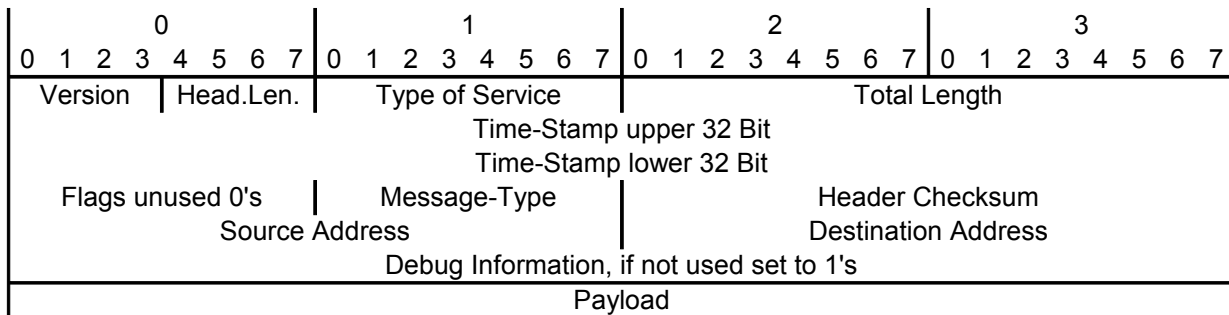 0 1 2 3
0 1 2 3 4 5 6 7 0 1 2 3 4 5 6 7 0 1 2 3 4 5 6 7 0 1 2 3 4 5 6 7
Version Head.Len. Type of Service Total Length
Time-Stamp upper 32 Bit
Time-Stamp lower 32 Bit
Flags unused 0's Message-Type Header Checksum
Source Address Destination Address
Debug Information, if not used set to 1's
Payload